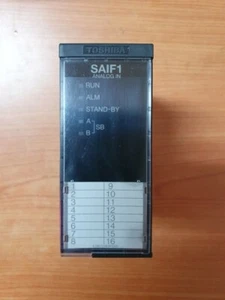 TOSHIBA
SAIF1
ANALOG IN
RUN
ALM
STAND-BY
A
B
SB
1 9
2 10
3 11
4 12
5 13
6 14
7 15
8 16